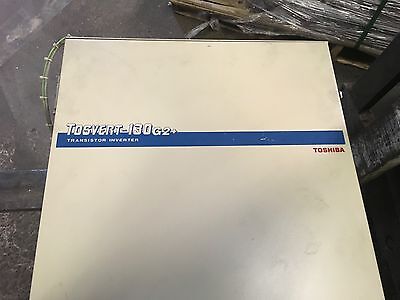 TOSVERT-130G2+
TRANSISTOR INVERTER
TOSHIBA